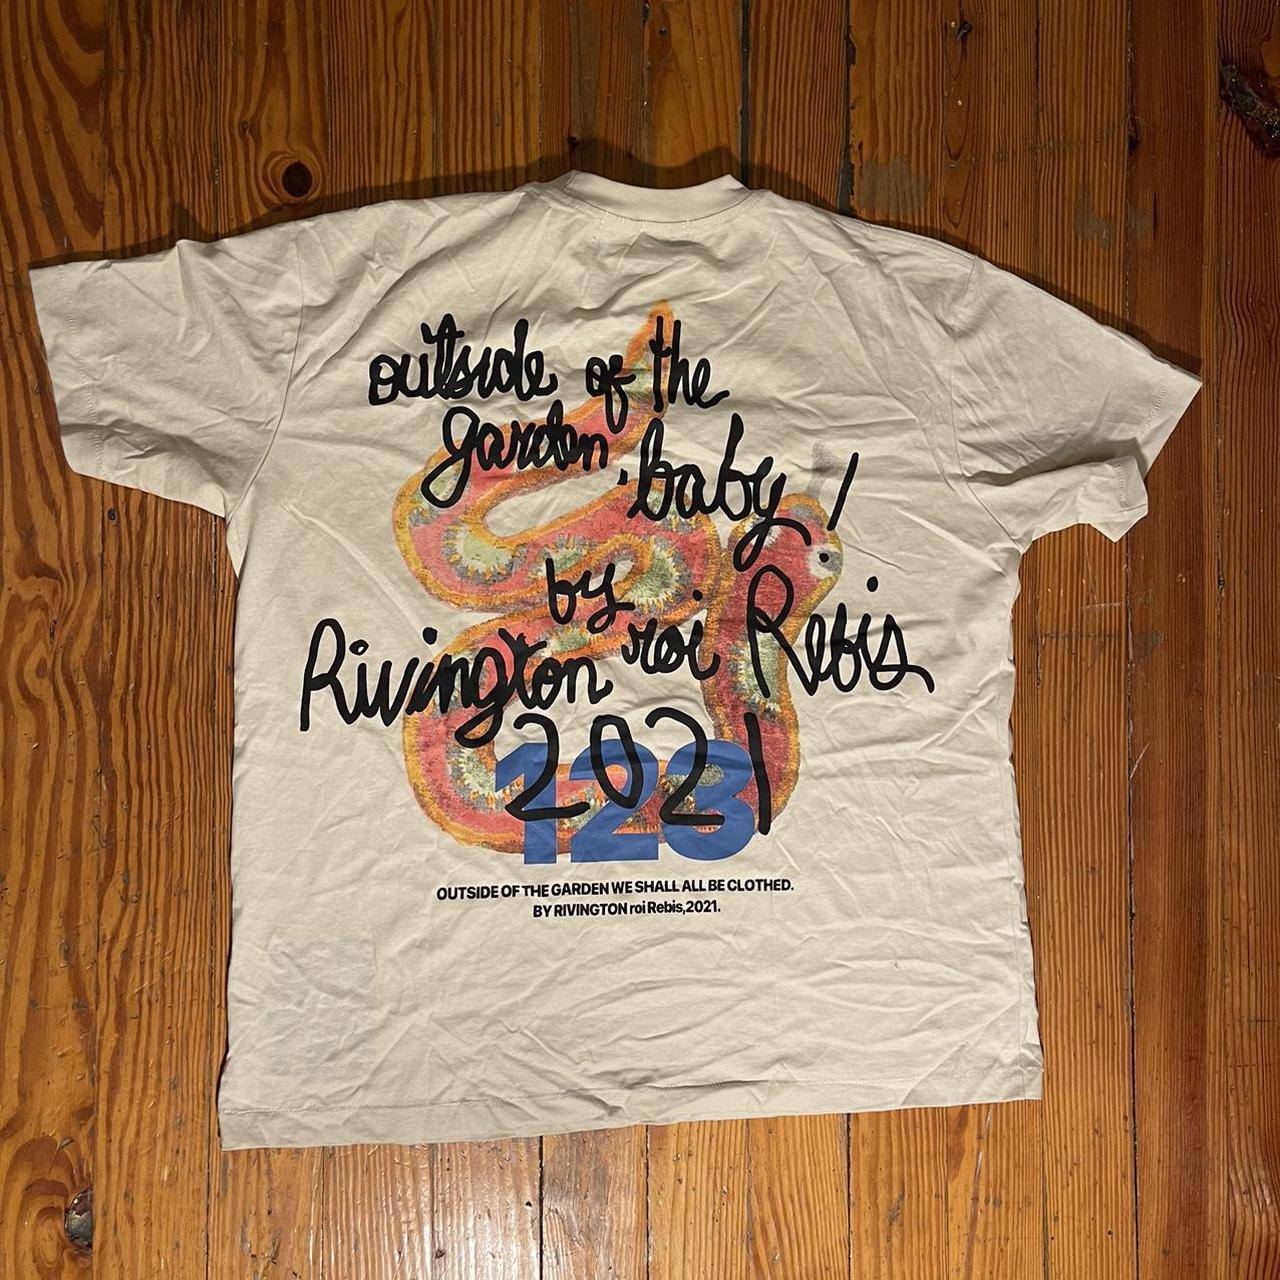 outside of the
garden, baby!
by
Rivington roi Rebis
2021
123
OUTSIDE OF THE GARDEN WE SHALL ALL BE CLOTHED.
BY RIVINGTON roi Rebis,2021.